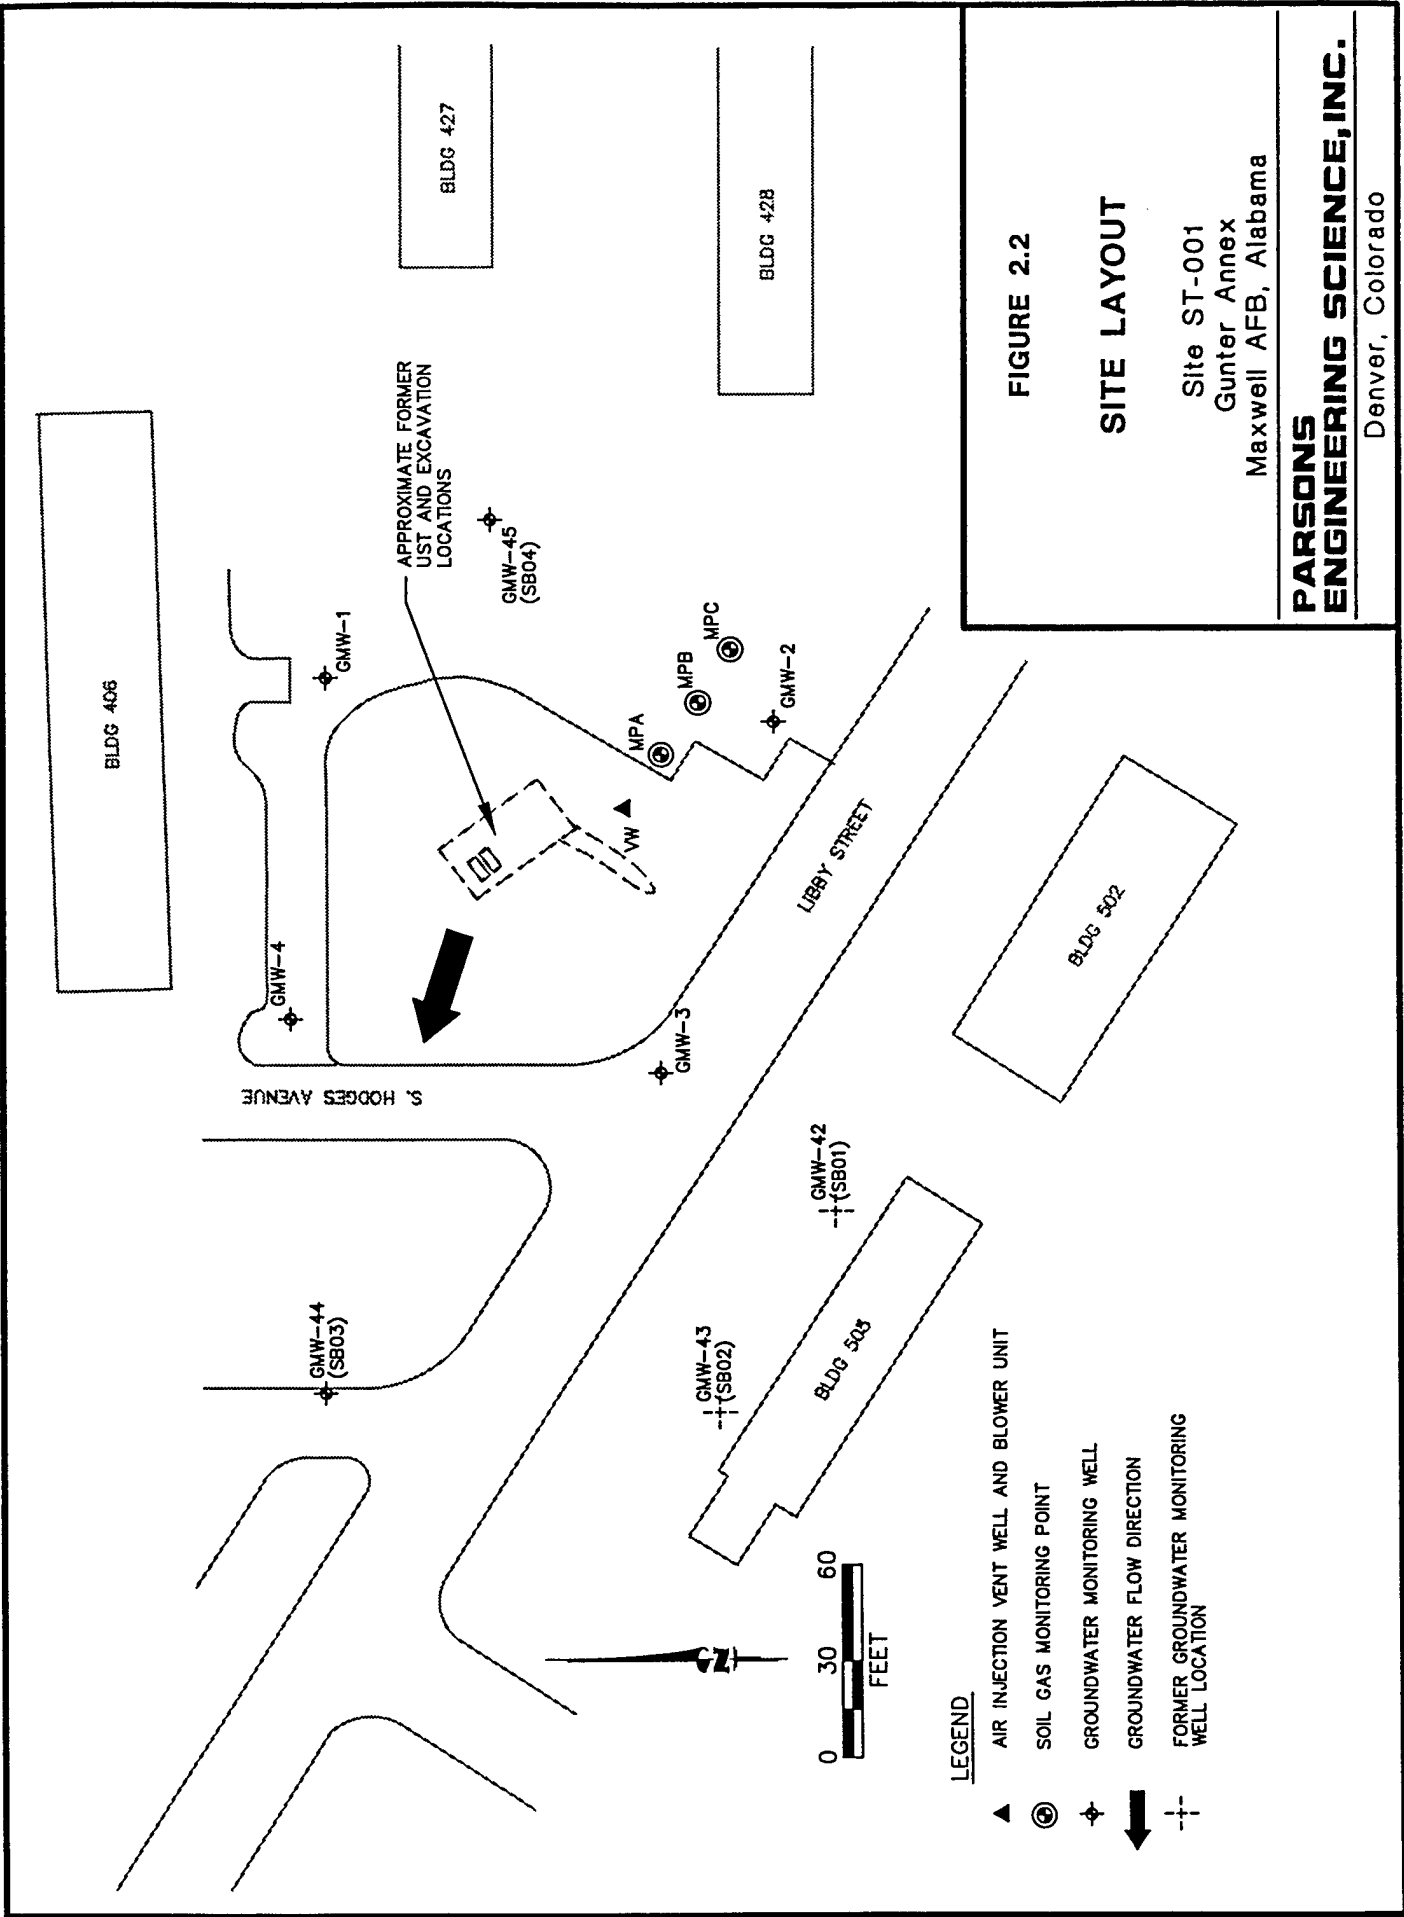 BLDG 406
BLDG 427
BLDG 428
APPROXIMATE FORMER
UST AND EXCAVATION
LOCATIONS
GMW-1
GMW-4
GMW-45
(SB04)
S. HODGES AVENUE
GMW-44
(SB03)
VW
MPA
MPB
MPC
GMW-2
GMW-3
LIBBY STREET
GMW-42
(SB01)
GMW-43
(SB02)
BLDG 502
BLDG 503
N
0 30 60
FEET
LEGEND
AIR INJECTION VENT WELL AND BLOWER UNIT
SOIL GAS MONITORING POINT
GROUNDWATER MONITORING WELL
GROUNDWATER FLOW DIRECTION
FORMER GROUNDWATER MONITORING
WELL LOCATION
FIGURE 2.2
SITE LAYOUT
Site ST-001
Gunter Annex
Maxwell AFB, Alabama
PARSONS
ENGINEERING SCIENCE, INC.
Denver, Colorado